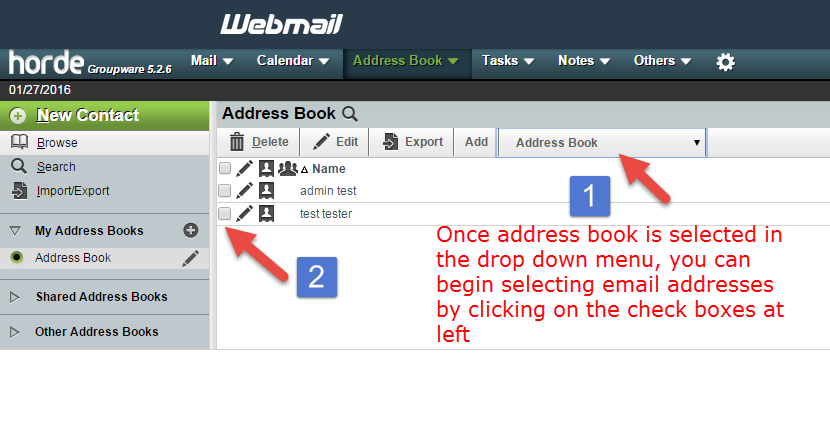 Webmail
horde Groupware 5.2.6
Mail Calendar Address Book Tasks Notes Others
01/27/2016
New Contact
Browse
Search
Import/Export
My Address Books
Address Book
Shared Address Books
Other Address Books
Address Book
Delete Edit Export Add Address Book
Name
admin test
test tester
1
2
Once address book is selected in
the drop down menu, you can
begin selecting email addresses
by clicking on the check boxes at
left